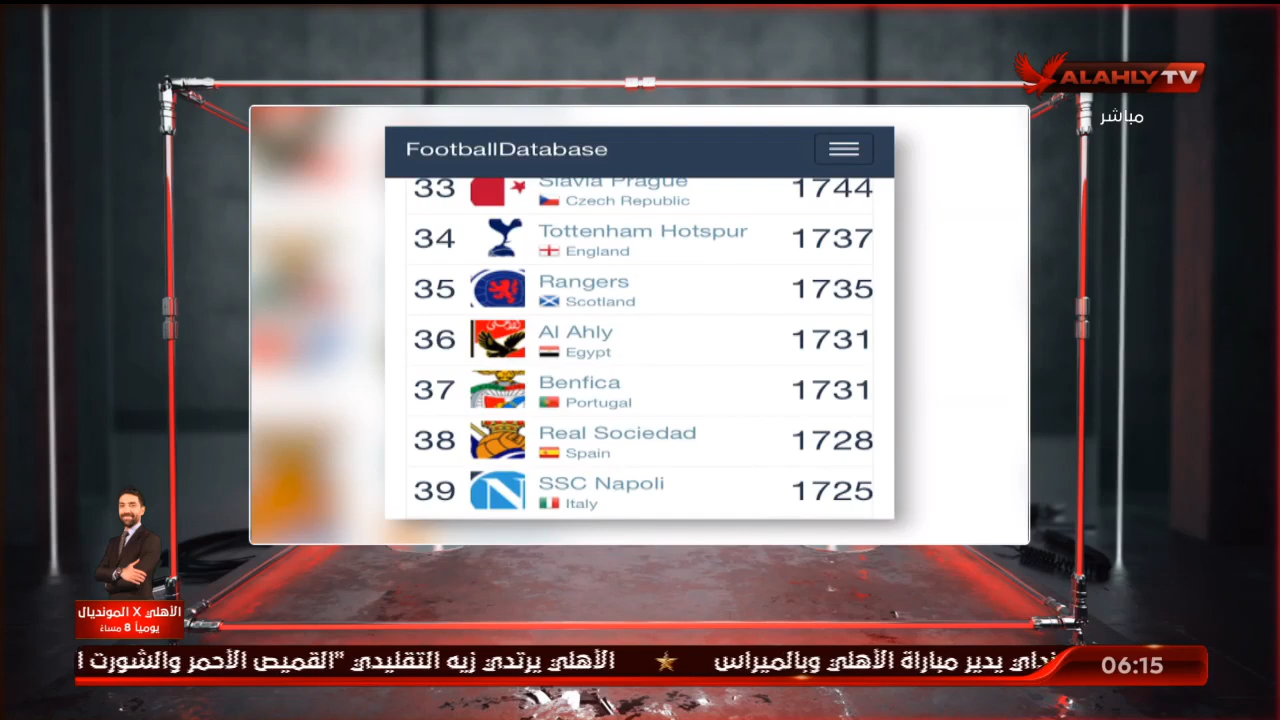 ALAHLY TV
مباشر
FootballDatabase
33 Slavia Prague 1744
Czech Republic
34 Tottenham Hotspur 1737
England
35 Rangers 1735
Scotland
36 Al Ahly 1731
Egypt
37 Benfica 1731
Portugal
38 Real Sociedad 1728
Spain
39 SSC Napoli 1725
Italy
الأهلي X المونديال
يومياً 8 مساءً
يدير مباراة الأهلي وبالميراس ★ الأهلي يرتدي زيه التقليدي "القميص الأحمر والشورت
06:15